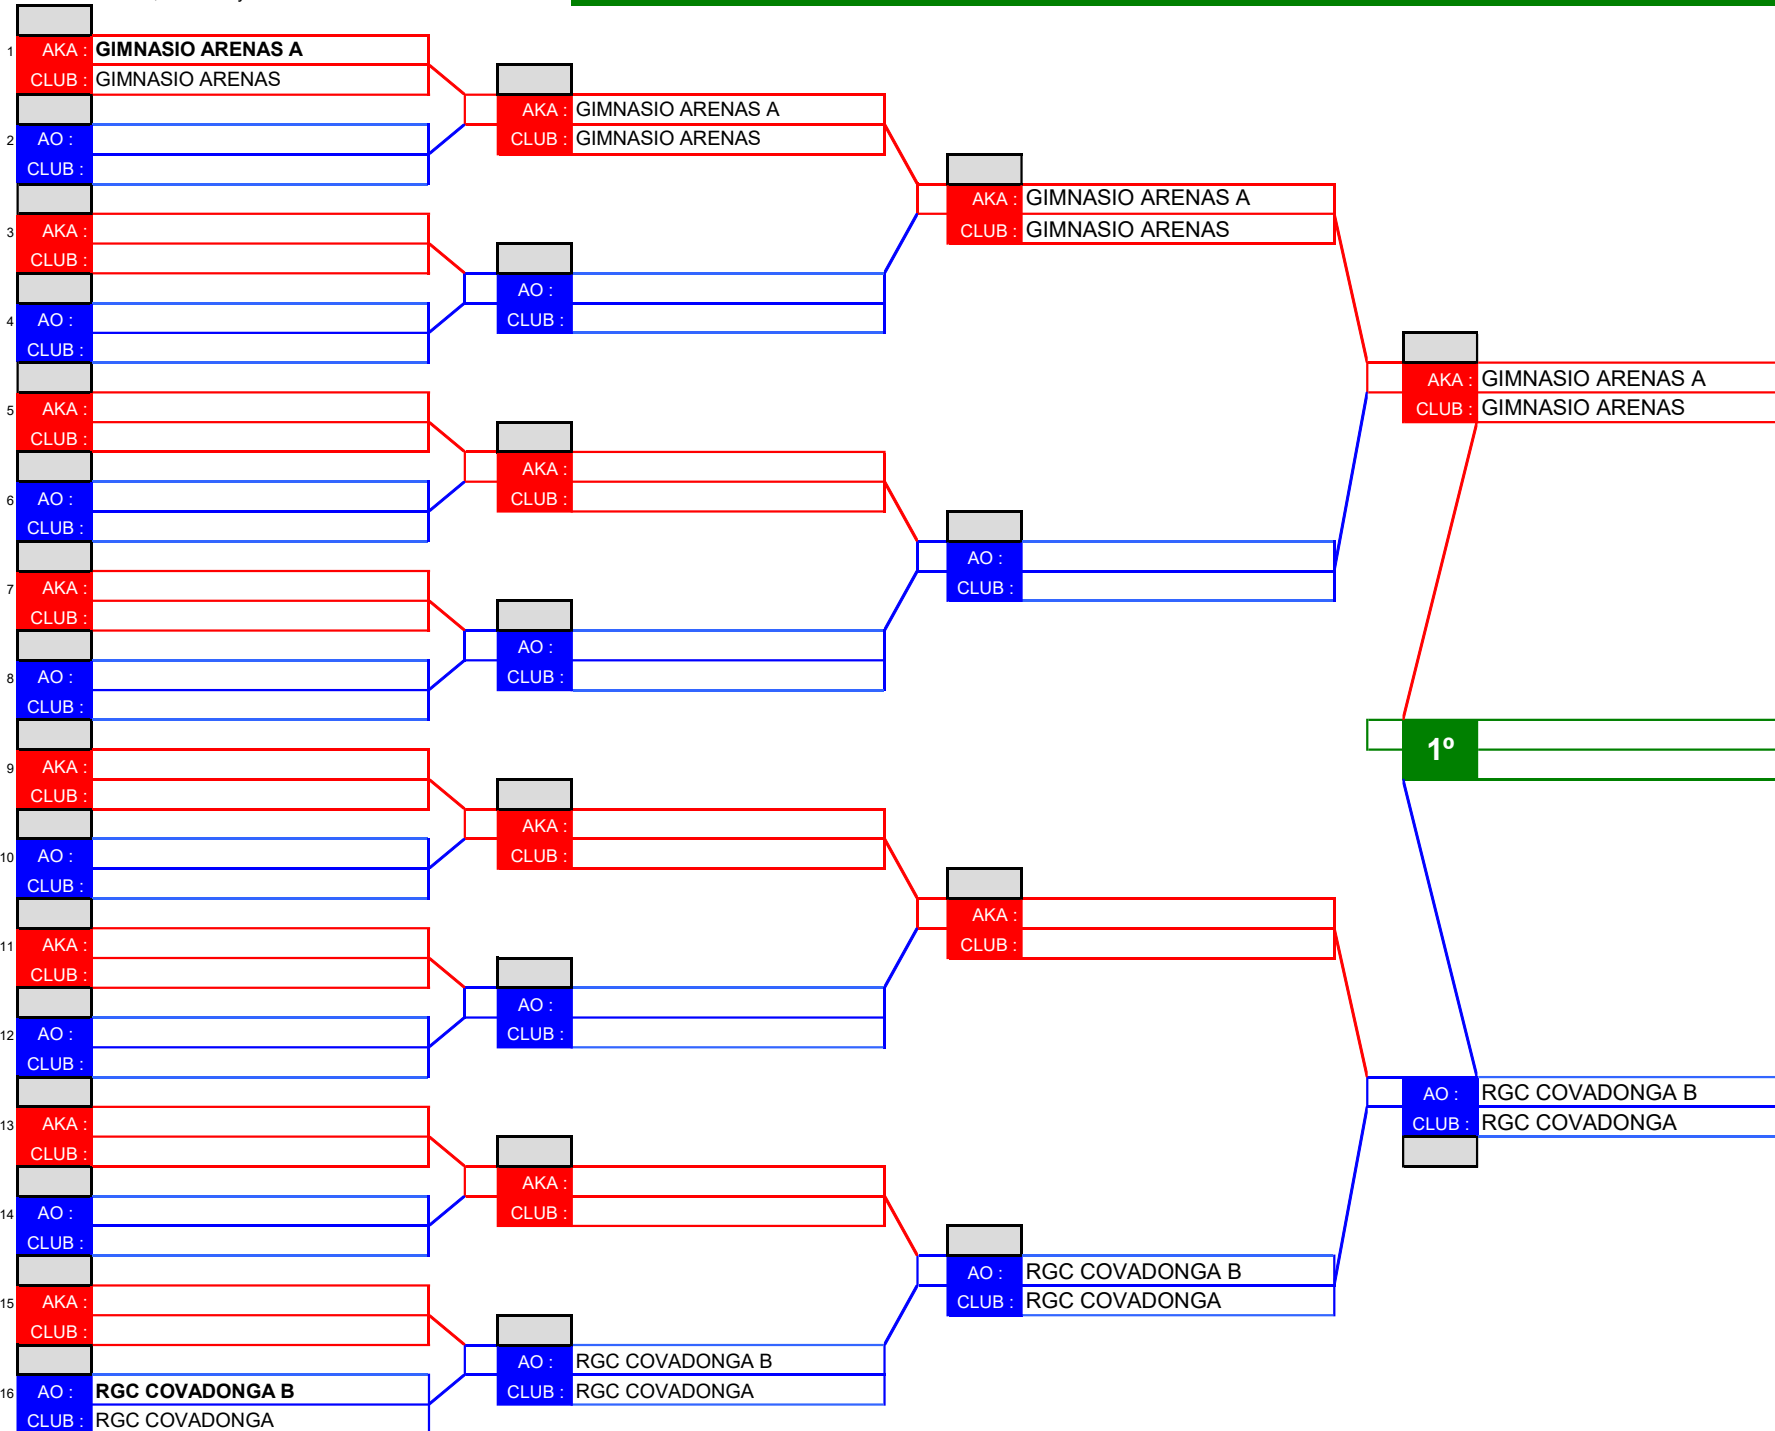 1 AKA : GIMNASIO ARENAS A
CLUB : GIMNASIO ARENAS
2 AO :
CLUB :
3 AKA :
CLUB :
4 AO :
CLUB :
5 AKA :
CLUB :
6 AO :
CLUB :
7 AKA :
CLUB :
8 AO :
CLUB :
9 AKA :
CLUB :
10 AO :
CLUB :
11 AKA :
CLUB :
12 AO :
CLUB :
13 AKA :
CLUB :
14 AO :
CLUB :
15 AKA :
CLUB :
16 AO : RGC COVADONGA B
CLUB : RGC COVADONGA
AKA : GIMNASIO ARENAS A
CLUB : GIMNASIO ARENAS
AO :
CLUB :
AKA :
CLUB :
AO :
CLUB :
AKA :
CLUB :
AO :
CLUB :
AKA :
CLUB :
AO : RGC COVADONGA B
CLUB : RGC COVADONGA
AKA : GIMNASIO ARENAS A
CLUB : GIMNASIO ARENAS
AO :
CLUB :
AKA :
CLUB :
AO : RGC COVADONGA B
CLUB : RGC COVADONGA
AKA : GIMNASIO ARENAS A
CLUB : GIMNASIO ARENAS
1º
AO : RGC COVADONGA B
CLUB : RGC COVADONGA